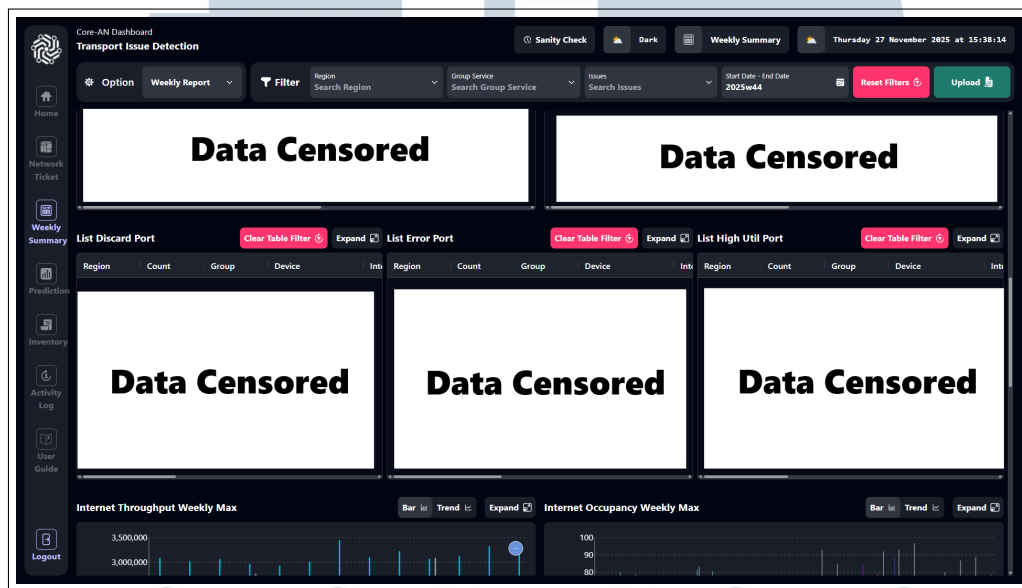 Core-AN Dashboard
Transport Issue Detection
Sanity Check
Dark
Weekly Summary
Thursday 27 November 2025 at 15:38:14
Option
Weekly Report
Filter
Region
Search Region
Group Service
Search Group Service
Issues
Search Issues
Start Date - End Date
2025w44
Reset Filters
Upload
Home
Network
Ticket
Weekly
Summary
Prediction
Inventory
Activity
Log
User
Guide
Logout
Data Censored
Data Censored
List Discard Port
Clear Table Filter
Expand
List Error Port
Clear Table Filter
Expand
List High Util Port
Clear Table Filter
Expand
Region Count Group Device Int
Region Count Group Device Int
Region Count Group Device Int
Data Censored
Data Censored
Data Censored
Internet Throughput Weekly Max
Bar
Trend
Expand
Internet Occupancy Weekly Max
Bar
Trend
Expand
3,500,000
3,000,000
100
90
80